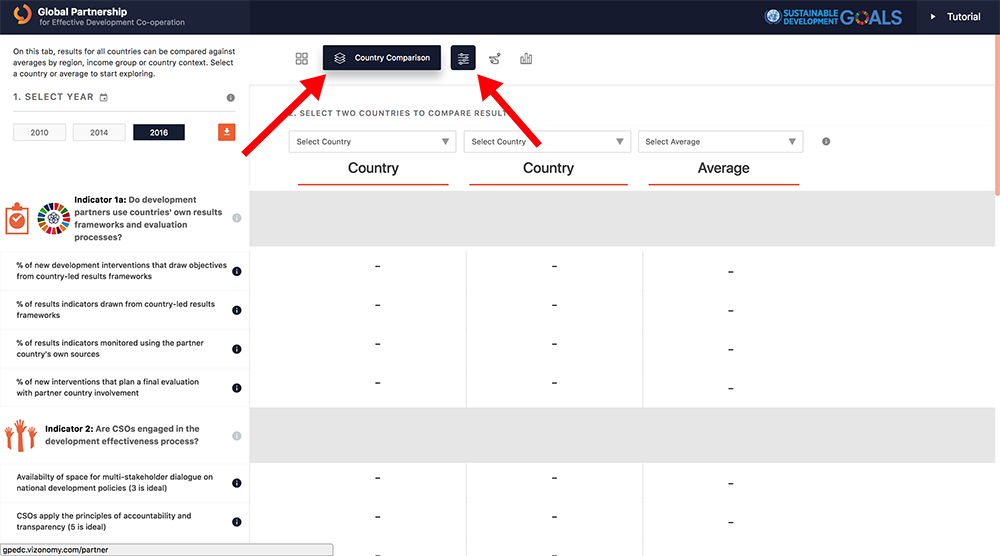 Global Partnership
for Effective Development Co-operation
SUSTAINABLE
DEVELOPMENT GOALS
Tutorial
On this tab, results for all countries can be compared against
averages by region, income group or country context. Select
a country or average to start exploring.
Country Comparison
1. SELECT YEAR
2010
2014
2016
. SELECT TWO COUNTRIES TO COMPARE RESULT
Select Country
Select Country
Select Average
Country
Country
Average
Indicator 1a: Do development
partners use countries' own results
frameworks and evaluation
processes?
% of new development interventions that draw objectives
from country-led results frameworks
– – –
% of results indicators drawn from country-led results
frameworks
– – –
% of results indicators monitored using the partner
country's own sources
– – –
% of new interventions that plan a final evaluation
with partner country involvement
– – –
Indicator 2: Are CSOs engaged in the
development effectiveness process?
Availabilty of space for multi-stakeholder dialogue on
national development policies (3 is ideal)
– – –
CSOs apply the principles of accountability and
transparency (5 is ideal)
– – –
gpedc.vizonomy.com/partner